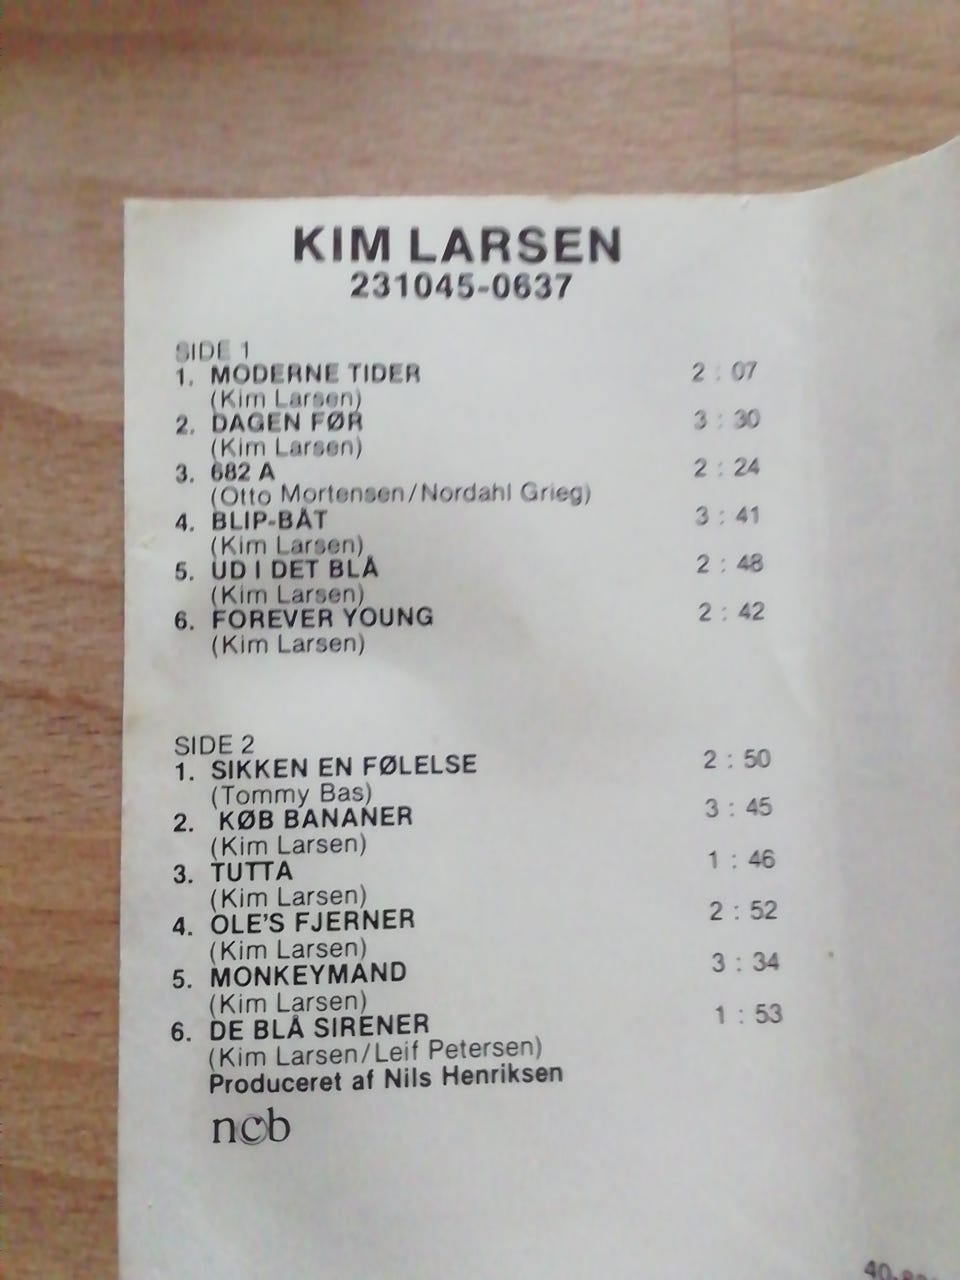 KIM LARSEN
231045-0637
SIDE 1
1. MODERNE TIDER 2 : 07
(Kim Larsen)
2. DAGEN FØR 3 : 30
(Kim Larsen)
3. 682 A 2 : 24
(Otto Mortensen/Nordahl Grieg)
4. BLIP-BÅT 3 : 41
(Kim Larsen)
5. UD I DET BLÅ 2 : 48
(Kim Larsen)
6. FOREVER YOUNG 2 : 42
(Kim Larsen)
SIDE 2
1. SIKKEN EN FØLELSE 2 : 50
(Tommy Bas)
2. KØB BANANER 3 : 45
(Kim Larsen)
3. TUTTA 1 : 46
(Kim Larsen)
4. OLE'S FJERNER 2 : 52
(Kim Larsen)
5. MONKEYMAND 3 : 34
(Kim Larsen)
6. DE BLÅ SIRENER 1 : 53
(Kim Larsen/Leif Petersen)
Produceret af Nils Henriksen
ncb